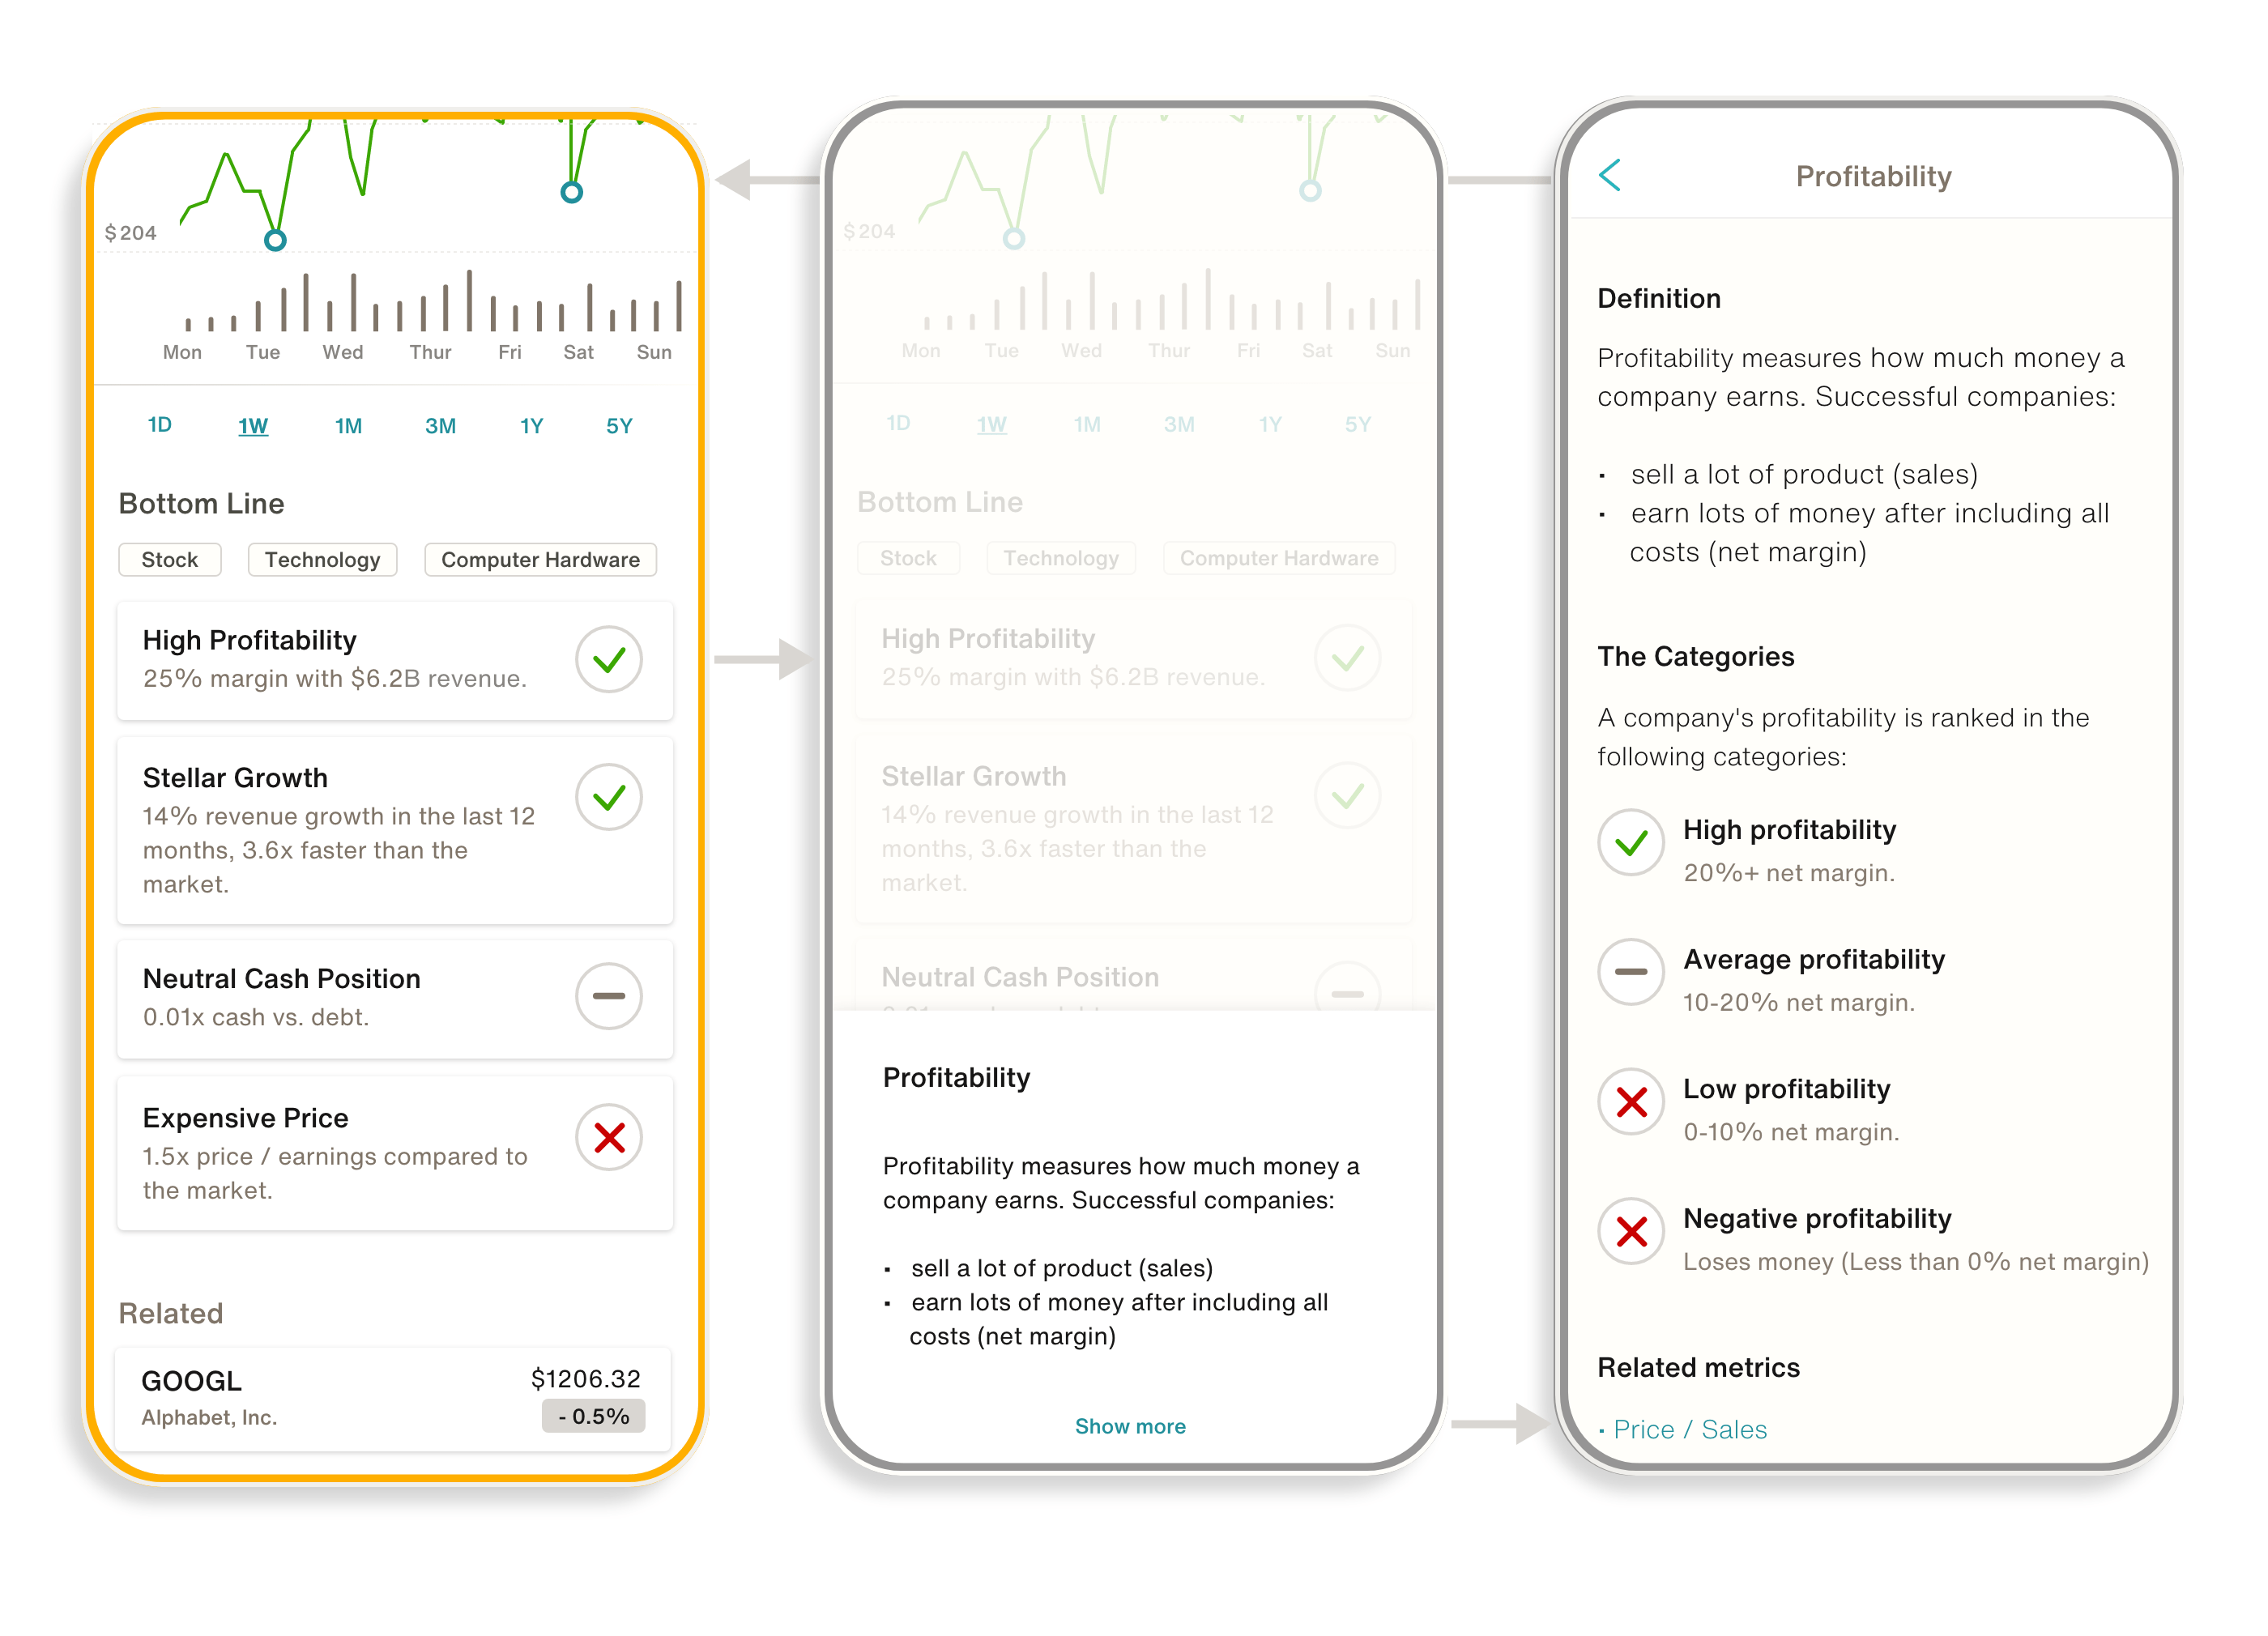 $204
Mon Tue Wed Thur Fri Sat Sun
1D 1W 1M 3M 1Y 5Y
Bottom Line
Stock Technology Computer Hardware
High Profitability
25% margin with $6.2B revenue.
Stellar Growth
14% revenue growth in the last 12
months, 3.6x faster than the
market.
Neutral Cash Position
0.01x cash vs. debt.
Expensive Price
1.5x price / earnings compared to
the market.
Related
GOOGL $1206.32
Alphabet, Inc. - 0.5%
$204
Mon Tue Wed Thur Fri Sat Sun
1D 1W 1M 3M 1Y 5Y
Bottom Line
Stock Technology Computer Hardware
High Profitability
25% margin with $6.2B revenue.
Stellar Growth
14% revenue growth in the last 12
months, 3.6x faster than the
market.
Neutral Cash Position
Profitability
Profitability measures how much money a
company earns. Successful companies:
· sell a lot of product (sales)
· earn lots of money after including all
costs (net margin)
Show more
Profitability
Definition
Profitability measures how much money a
company earns. Successful companies:
· sell a lot of product (sales)
· earn lots of money after including all
costs (net margin)
The Categories
A company's profitability is ranked in the
following categories:
High profitability
20%+ net margin.
Average profitability
10-20% net margin.
Low profitability
0-10% net margin.
Negative profitability
Loses money (Less than 0% net margin)
Related metrics
· Price / Sales